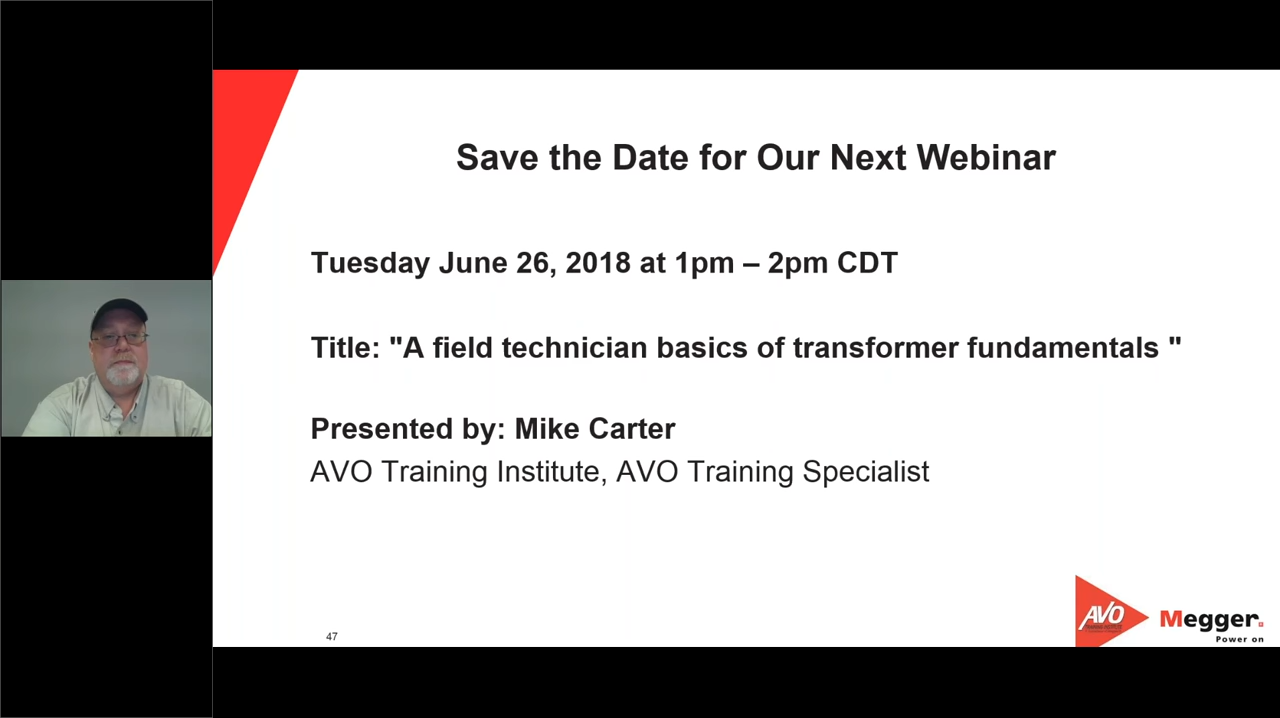 Save the Date for Our Next Webinar
Tuesday June 26, 2018 at 1pm – 2pm CDT
Title: "A field technician basics of transformer fundamentals "
Presented by: Mike Carter
AVO Training Institute, AVO Training Specialist
47
AVO
Megger.
Power on